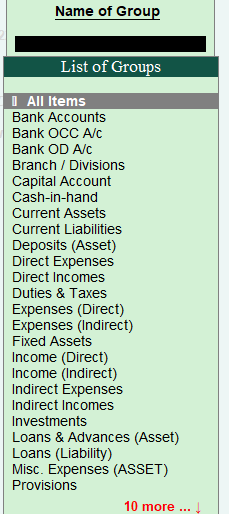 Name of Group
List of Groups
All Items
Bank Accounts
Bank OCC A/c
Bank OD A/c
Branch / Divisions
Capital Account
Cash-in-hand
Current Assets
Current Liabilities
Deposits (Asset)
Direct Expenses
Direct Incomes
Duties & Taxes
Expenses (Direct)
Expenses (Indirect)
Fixed Assets
Income (Direct)
Income (Indirect)
Indirect Expenses
Indirect Incomes
Investments
Loans & Advances (Asset)
Loans (Liability)
Misc. Expenses (ASSET)
Provisions
10 more ... ↓